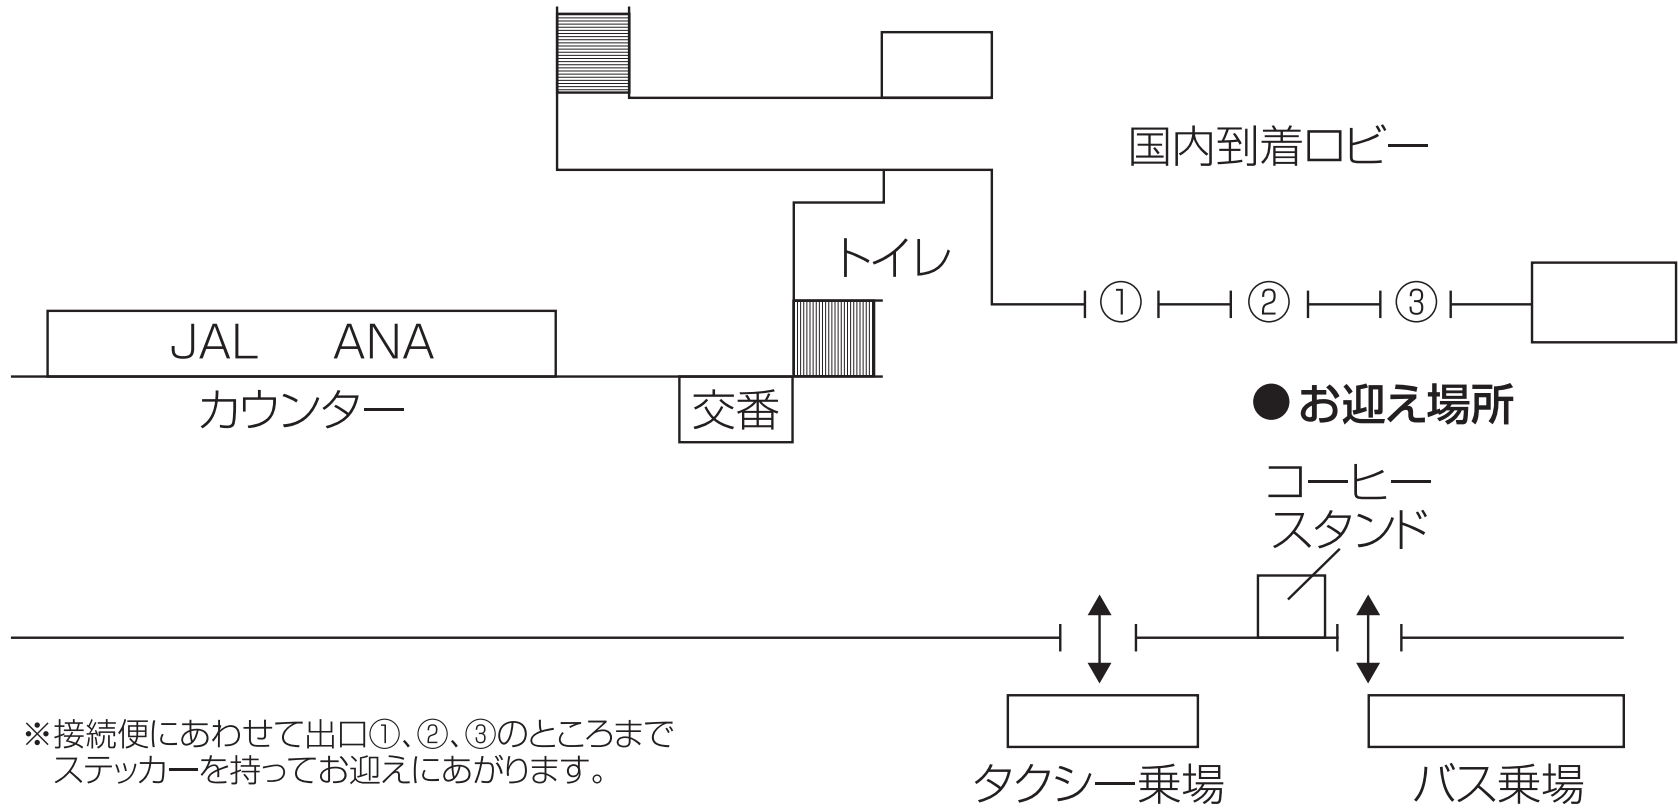 国内到着ロビー
トイレ
① ② ③
JAL ANA
カウンター
交番
●お迎え場所
コーヒー
スタンド
※接続便にあわせて出口①、②、③のところまで
ステッカーを持ってお迎えにあがります。
タクシー乗場
バス乗場